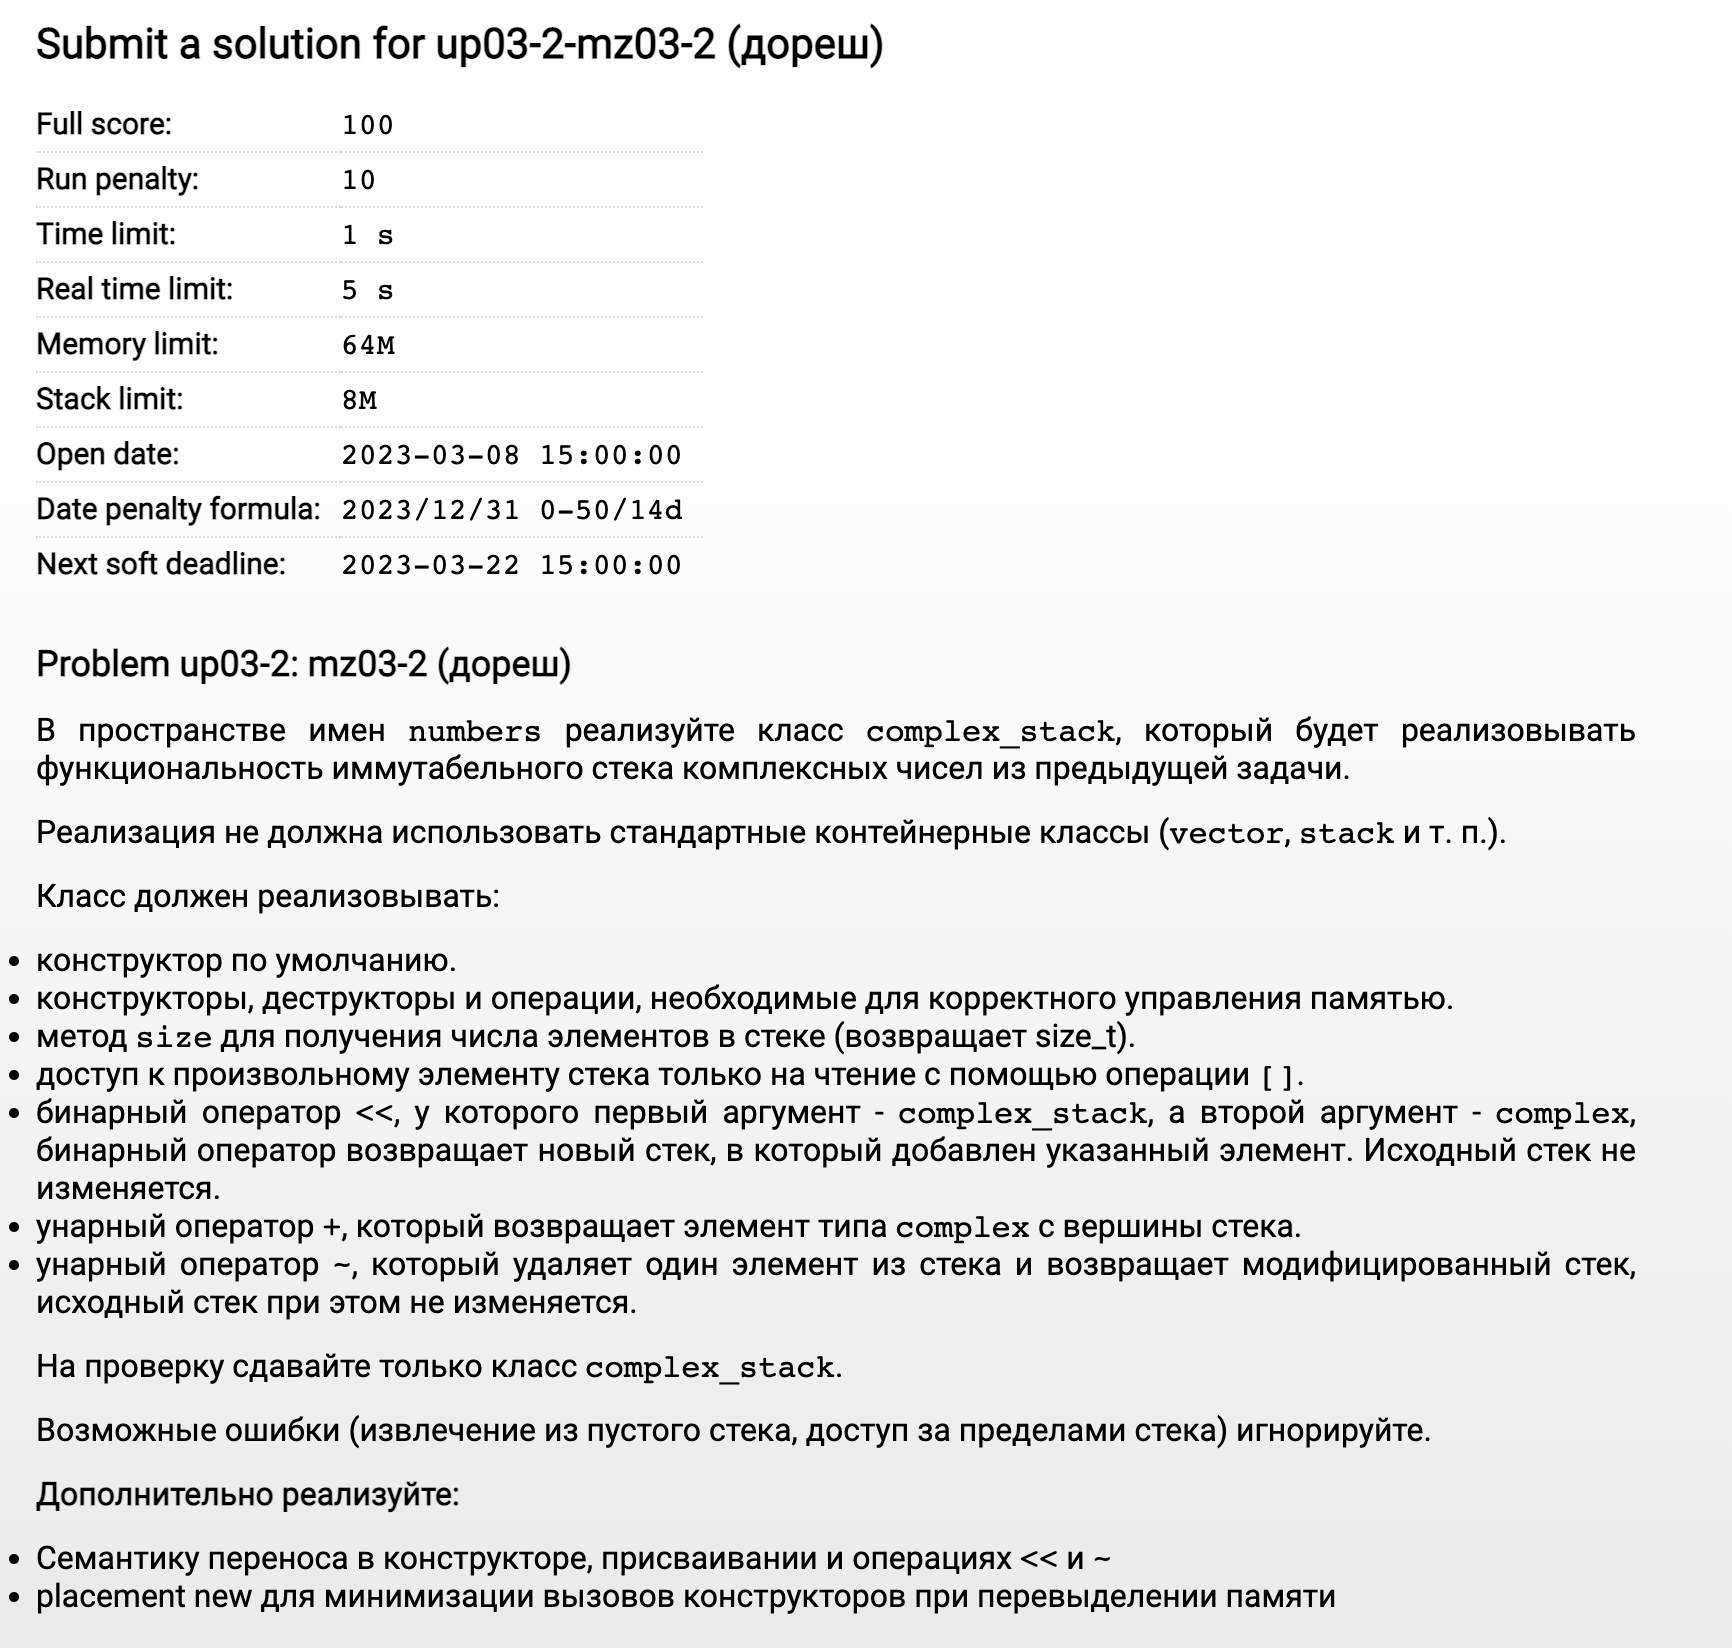 Submit a solution for up03-2-mz03-2 (дореш)
Full score: 100
Run penalty: 10
Time limit: 1 s
Real time limit: 5 s
Memory limit: 64M
Stack limit: 8M
Open date: 2023-03-08 15:00:00
Date penalty formula: 2023/12/31 0-50/14d
Next soft deadline: 2023-03-22 15:00:00
Problem up03-2: mz03-2 (дореш)
В пространстве имен numbers реализуйте класс complex_stack, который будет реализовывать
функциональность иммутабельного стека комплексных чисел из предыдущей задачи.
Реализация не должна использовать стандартные контейнерные классы (vector, stack и т. п.).
Класс должен реализовывать:
• конструктор по умолчанию.
• конструкторы, деструкторы и операции, необходимые для корректного управления памятью.
• метод size для получения числа элементов в стеке (возвращает size_t).
• доступ к произвольному элементу стека только на чтение с помощью операции [].
• бинарный оператор <<, у которого первый аргумент - complex_stack, а второй аргумент - complex,
бинарный оператор возвращает новый стек, в который добавлен указанный элемент. Исходный стек не
изменяется.
• унарный оператор +, который возвращает элемент типа complex с вершины стека.
• унарный оператор ~, который удаляет один элемент из стека и возвращает модифицированный стек,
исходный стек при этом не изменяется.
На проверку сдавайте только класс complex_stack.
Возможные ошибки (извлечение из пустого стека, доступ за пределами стека) игнорируйте.
Дополнительно реализуйте:
• Семантику переноса в конструкторе, присваивании и операциях << и ~
• placement new для минимизации вызовов конструкторов при перевыделении памяти